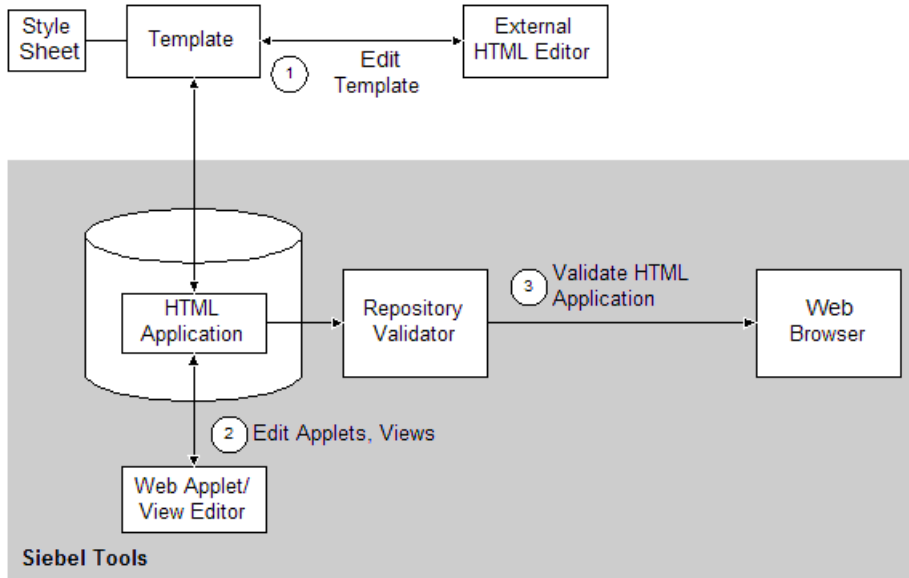 Style
Sheet
Template
External
HTML Editor
1
Edit
Template
HTML
Application
Repository
Validator
3
Validate HTML
Application
Web
Browser
2
Edit Applets, Views
Web Applet/
View Editor
Siebel Tools